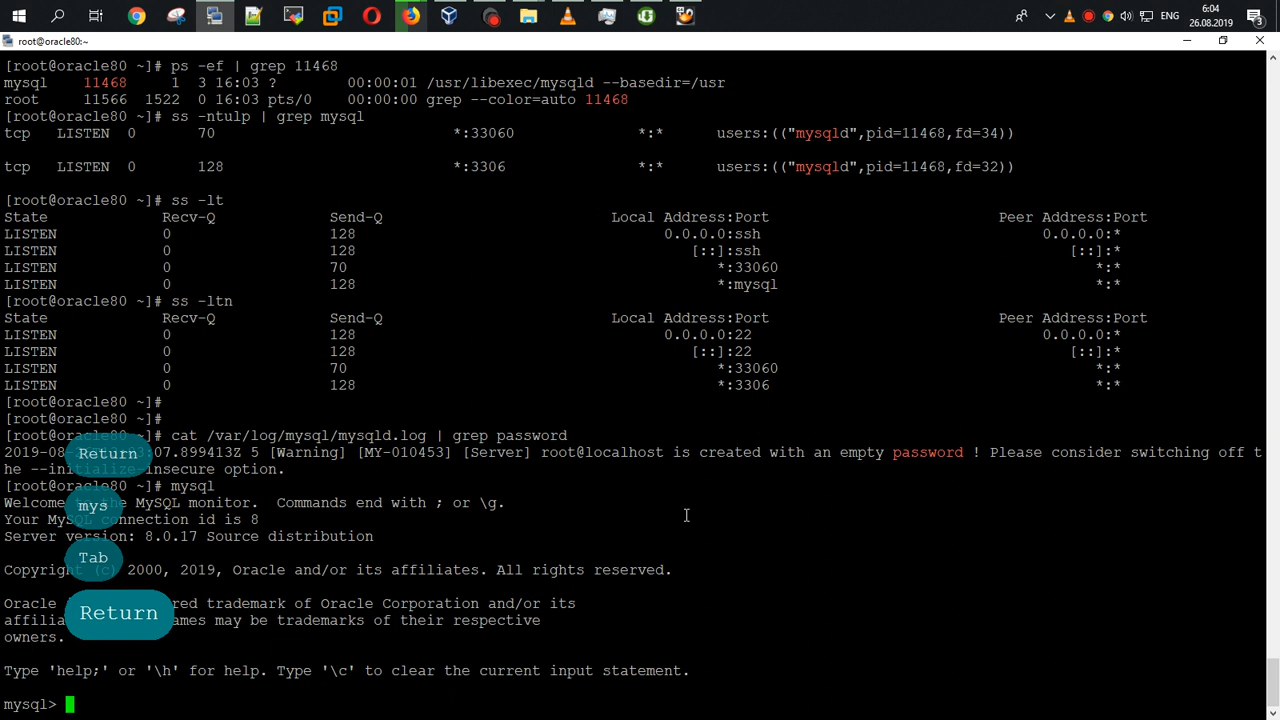 6:04
ENG
26.08.2019
3
root@oracle80:~
[root@oracle80 ~]# ps -ef | grep 11468
mysql 11468 1 3 16:03 ? 00:00:01 /usr/libexec/mysqld --basedir=/usr
root 11566 1522 0 16:03 pts/0 00:00:00 grep --color=auto 11468
[root@oracle80 ~]# ss -ntulp | grep mysql
tcp LISTEN 0 70 *:33060 *:* users:(("mysqld",pid=11468,fd=34))
tcp LISTEN 0 128 *:3306 *:* users:(("mysqld",pid=11468,fd=32))
[root@oracle80 ~]# ss -lt
State Recv-Q Send-Q Local Address:Port Peer Address:Port
LISTEN 0 128 0.0.0.0:ssh 0.0.0.0:*
LISTEN 0 128 [::]:ssh [::]:*
LISTEN 0 70 *:33060 *:*
LISTEN 0 128 *:mysql *:*
[root@oracle80 ~]# ss -ltn
State Recv-Q Send-Q Local Address:Port Peer Address:Port
LISTEN 0 128 0.0.0.0:22 0.0.0.0:*
LISTEN 0 128 [::]:22 [::]:*
LISTEN 0 70 *:33060 *:*
LISTEN 0 128 *:3306 *:*
[root@oracle80 ~]#
[root@oracle80 ~]#
[root@oracle80 ~]# cat /var/log/mysql/mysqld.log | grep password
2019-08- 07.899413Z 5 [Warning] [MY-010453] [Server] root@localhost is created with an empty password ! Please consider switching off t
he --initialize-insecure option.
[root@oracle80 ~]# mysql
Welcome to the MySQL monitor. Commands end with ; or \g.
Your MySQL connection id is 8
Server version: 8.0.17 Source distribution
Copyright (c) 2000, 2019, Oracle and/or its affiliates. All rights reserved.
Oracle red trademark of Oracle Corporation and/or its
affilia ames may be trademarks of their respective
owners.
Type 'help;' or '\h' for help. Type '\c' to clear the current input statement.
mysql>
Return
mys
Tab
Return